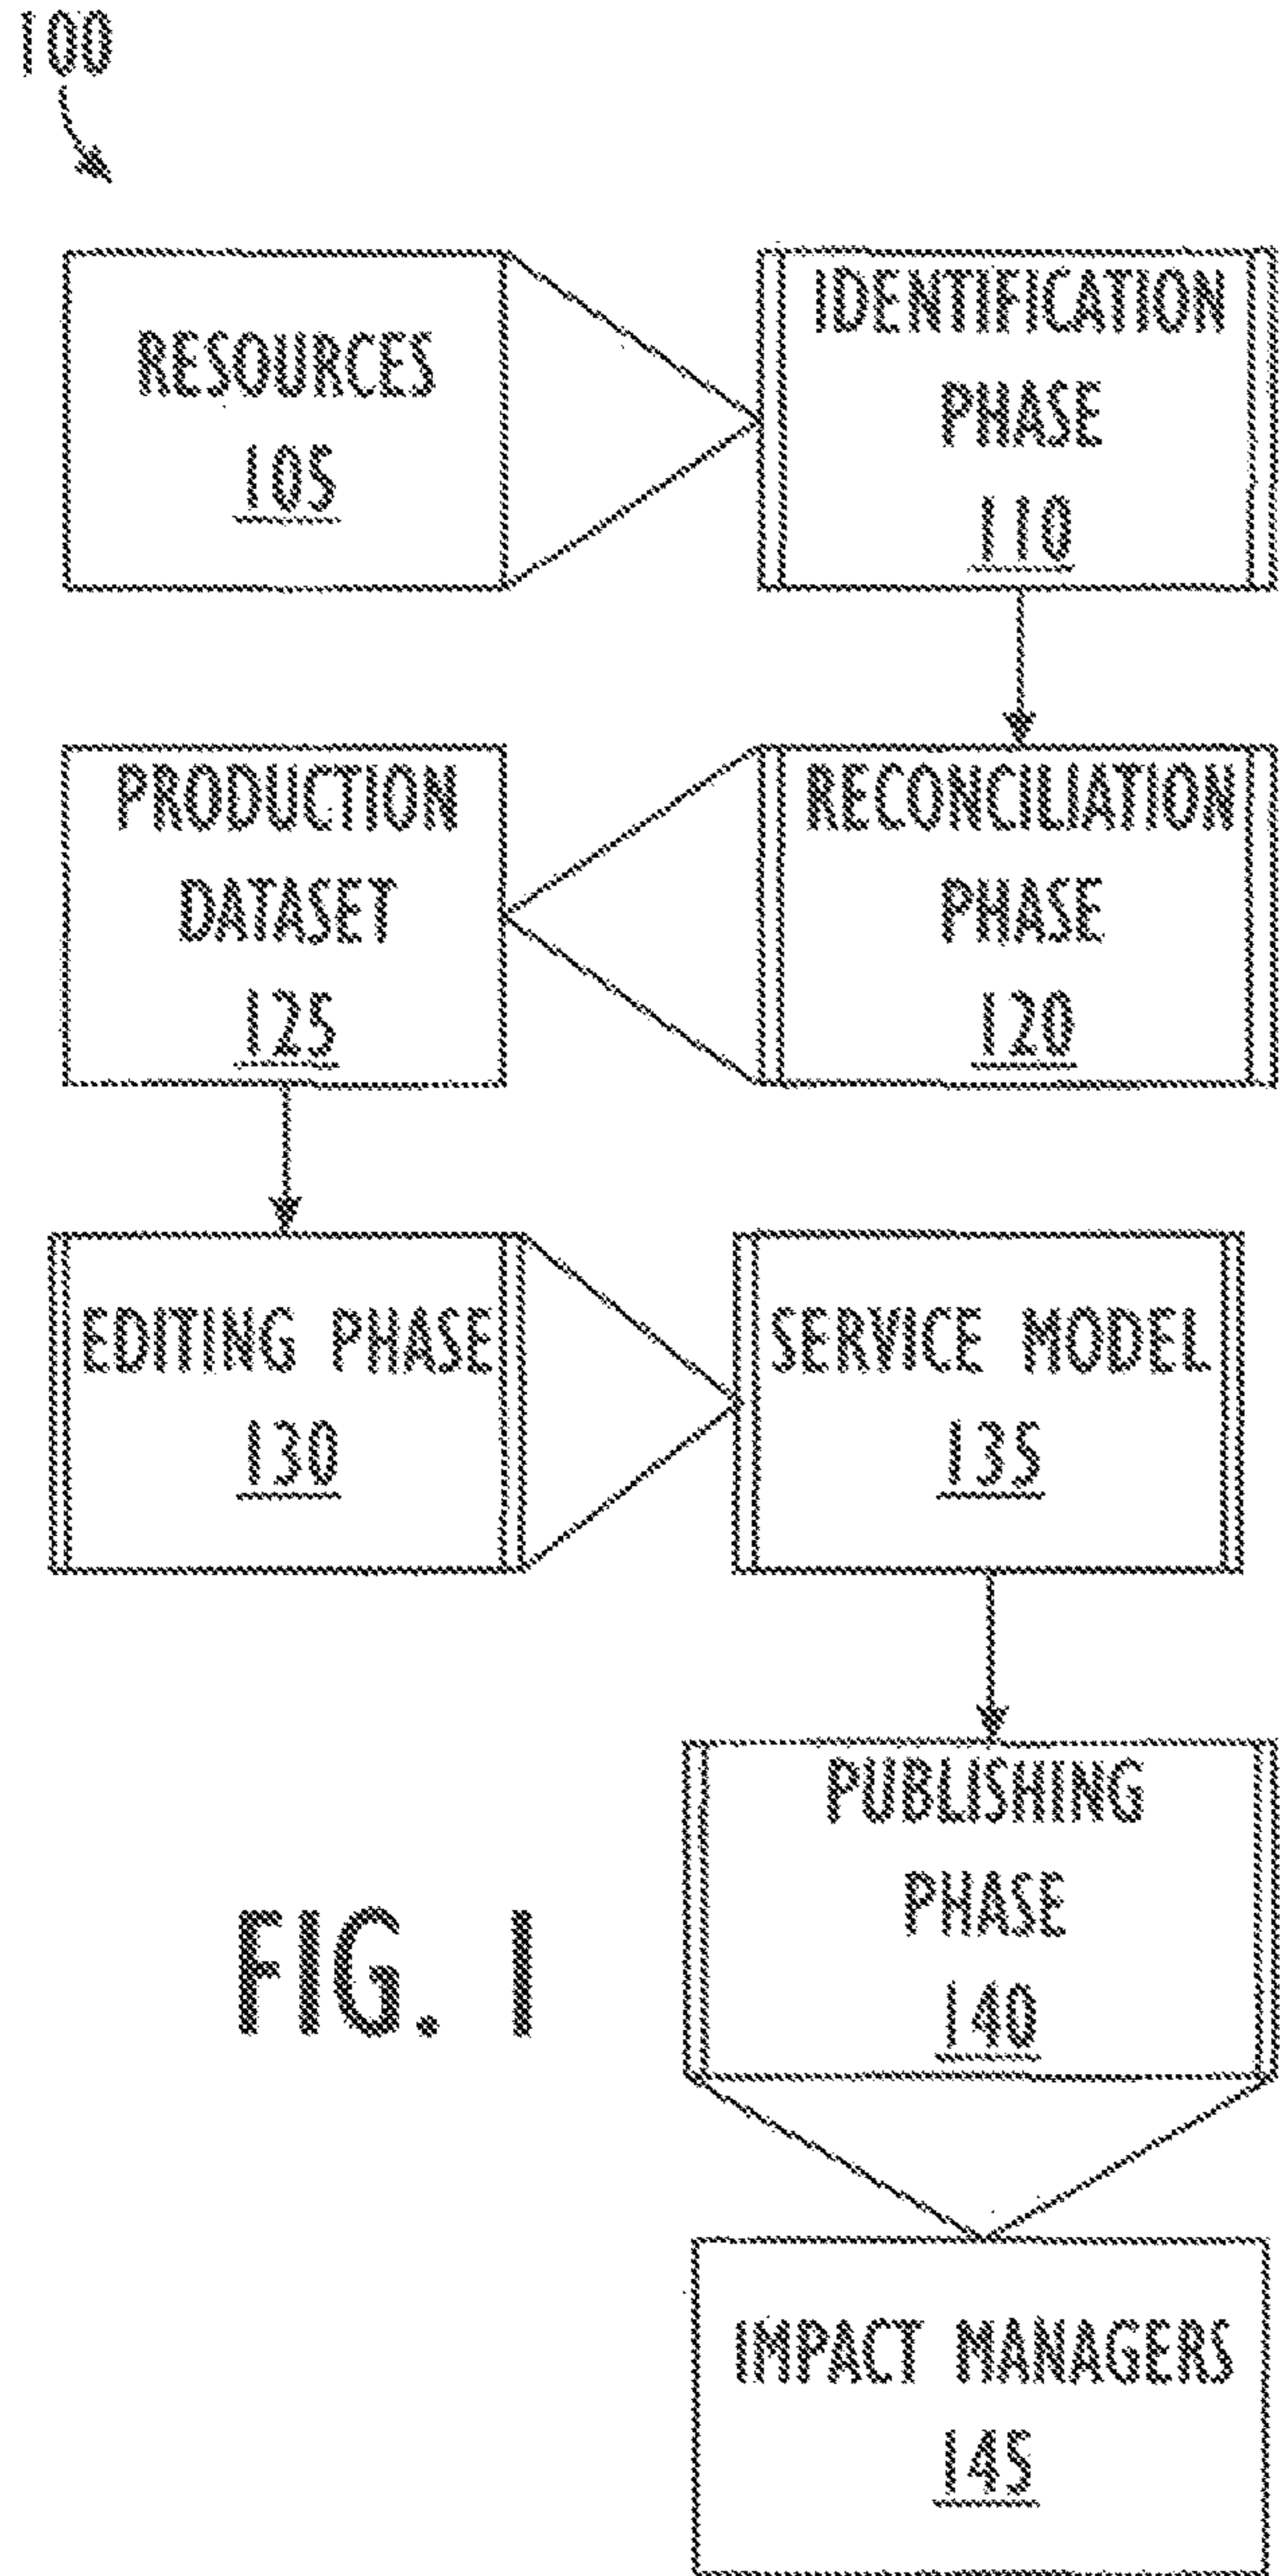 100
RESOURCES
105
IDENTIFICATION
PHASE
110
PRODUCTION
DATASET
125
RECONCILIATION
PHASE
120
EDITING PHASE
130
SERVICE MODEL
135
PUBLISHING
PHASE
140
FIG. 1
IMPACT MANAGERS
145